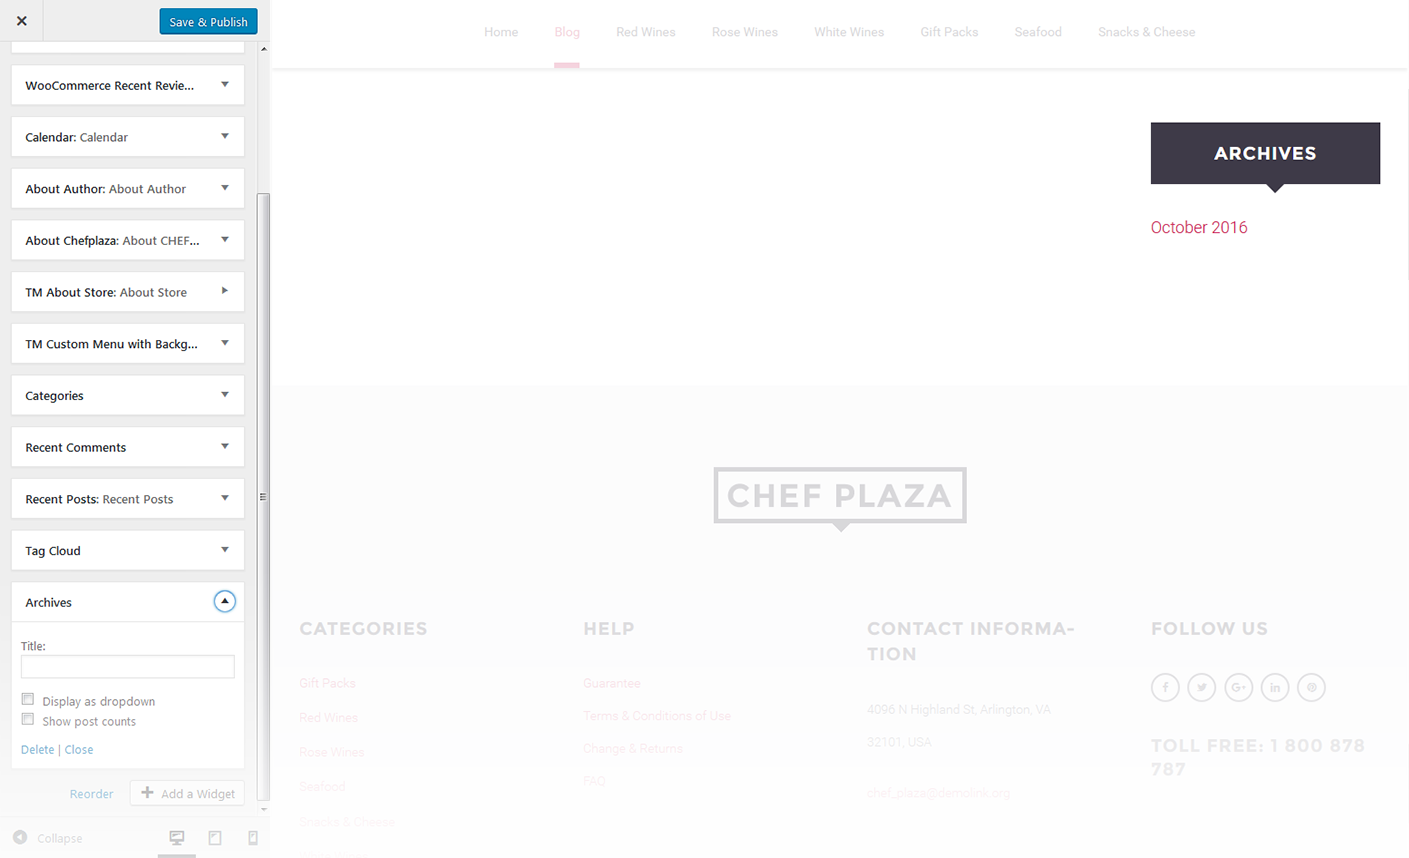 Save & Publish
WooCommerce Recent Revie...
Calendar: Calendar
About Author: About Author
About Chefplaza: About CHEF...
TM About Store: About Store
TM Custom Menu with Backg...
Categories
Recent Comments
Recent Posts: Recent Posts
Tag Cloud
Archives
Title:
Display as dropdown
Show post counts
Delete | Close
Reorder
Add a Widget
Collapse
Home Blog Red Wines Rose Wines White Wines Gift Packs Seafood Snacks & Cheese
ARCHIVES
October 2016
CHEF PLAZA
CATEGORIES
Gift Packs
Red Wines
Rose Wines
Seafood
Snacks & Cheese
HELP
Guarantee
Terms & Conditions of Use
Change & Returns
FAC
CONTACT INFORMA-
TION
4096 N Highland St, Arlington, VA
32101, USA
chef_plaza@demolink.org
FOLLOW US
TOLL FREE: 1 800 878
787